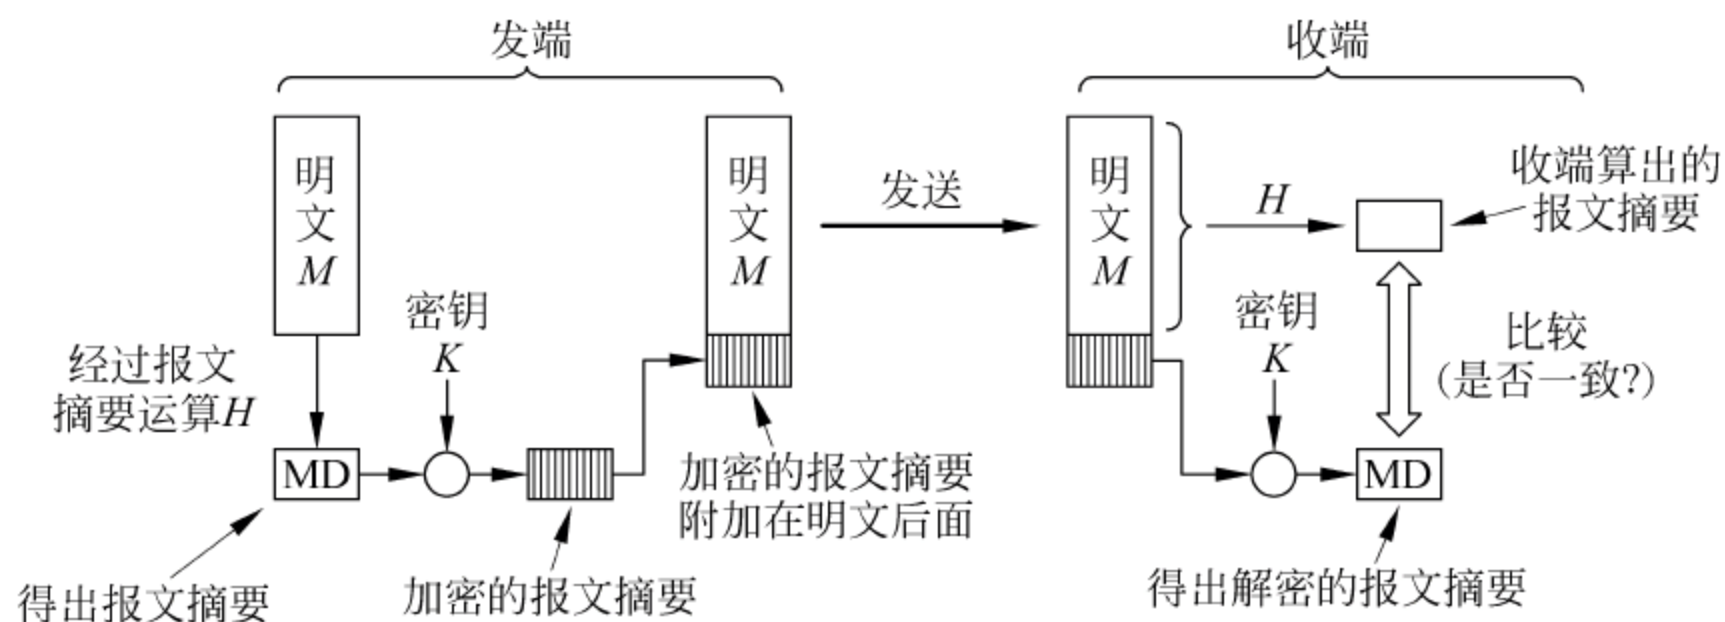 发端
收端
明
文
M
明
文
M
发送
明
文
M
H
收端算出的
报文摘要
密钥
K
密钥
K
比较
(是否一致?)
经过报文
摘要运算H
MD
加密的报文摘要
附加在明文后面
MD
得出报文摘要
加密的报文摘要
得出解密的报文摘要